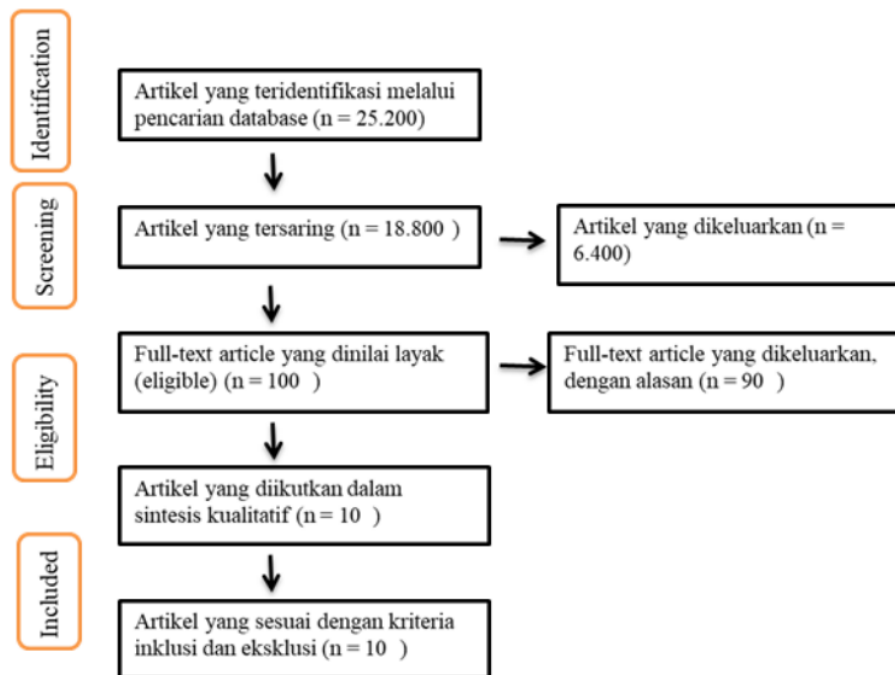 Identification
Artikel yang teridentifikasi melalui
pencarian database (n = 25.200)
Screening
Artikel yang tersaring (n = 18.800 )
Artikel yang dikeluarkan (n =
6.400)
Eligibility
Full-text article yang dinilai layak
(eligible) (n = 100 )
Full-text article yang dikeluarkan,
dengan alasan (n = 90 )
Artikel yang diikutkan dalam
sintesis kualitatif (n = 10 )
Included
Artikel yang sesuai dengan kriteria
inklusi dan eksklusi (n = 10 )